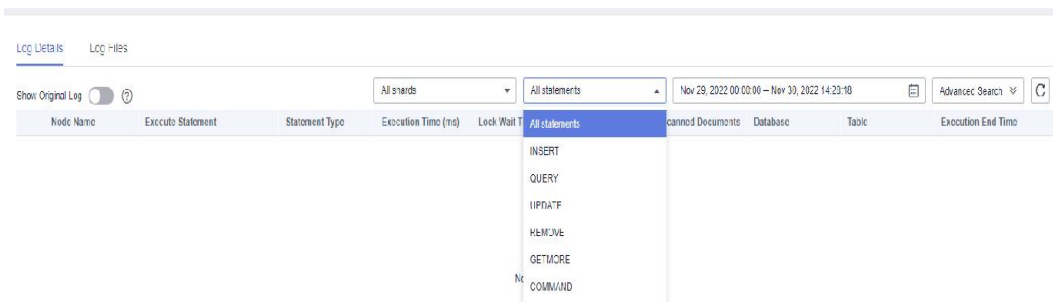 Log Details Log Files
Show Original Log ? All shards All statements Nov 29, 2022 00:00:00 – Nov 30, 2022 14:23:18 Advanced Search
Node Name Execute Statement Statement Type Execution Time (ms) Lock Wait T canned Documents Database Table Execution End Time
All statements
INSERT
QUERY
UPDATE
REMOVE
GETMORE
No
COMMAND